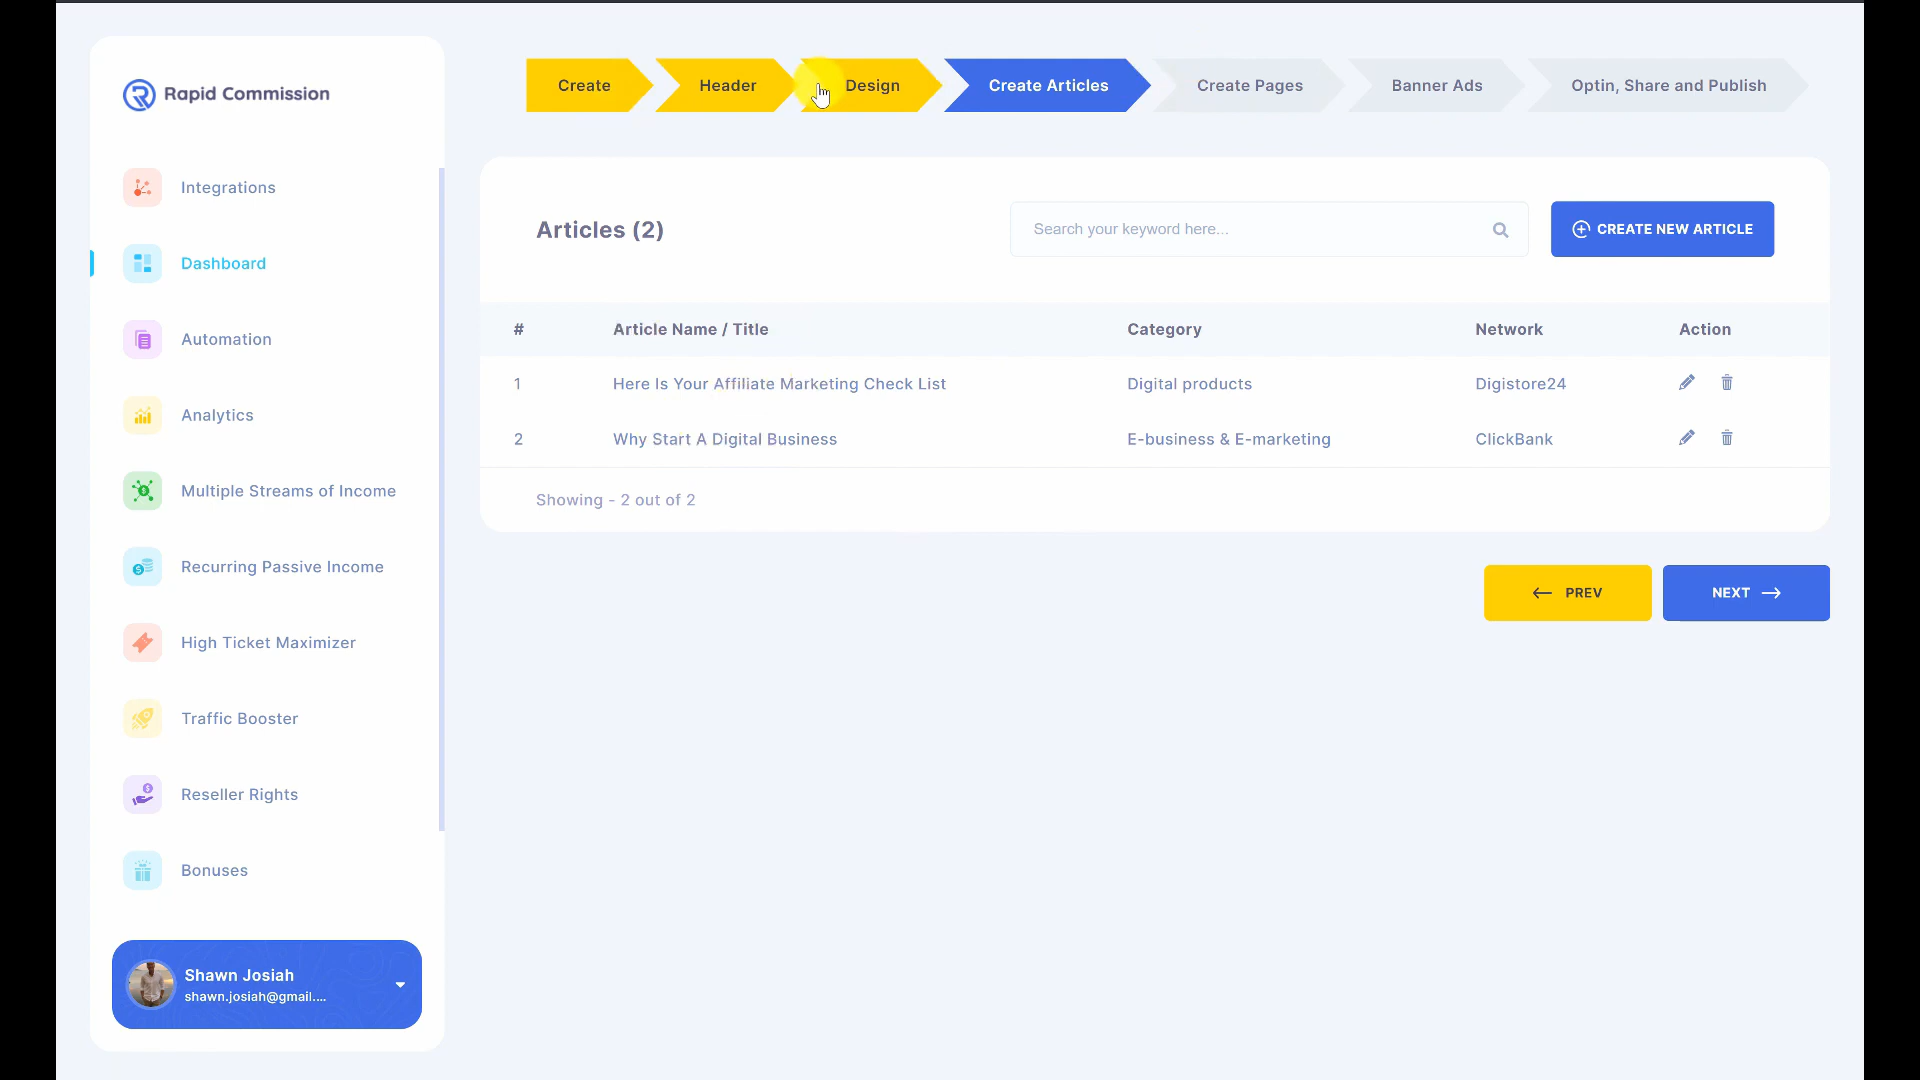 Rapid Commission
Integrations
Dashboard
Automation
Analytics
Multiple Streams of Income
Recurring Passive Income
High Ticket Maximizer
Traffic Booster
Reseller Rights
Bonuses
Shawn Josiah
shawn.josiah@gmail....
Create
Header
Design
Create Articles
Create Pages
Banner Ads
Optin, Share and Publish
Articles (2)
Search your keyword here...
CREATE NEW ARTICLE
# Article Name / Title Category Network Action
1 Here Is Your Affiliate Marketing Check List Digital products Digistore24
2 Why Start A Digital Business E-business & E-marketing ClickBank
Showing - 2 out of 2
PREV
NEXT